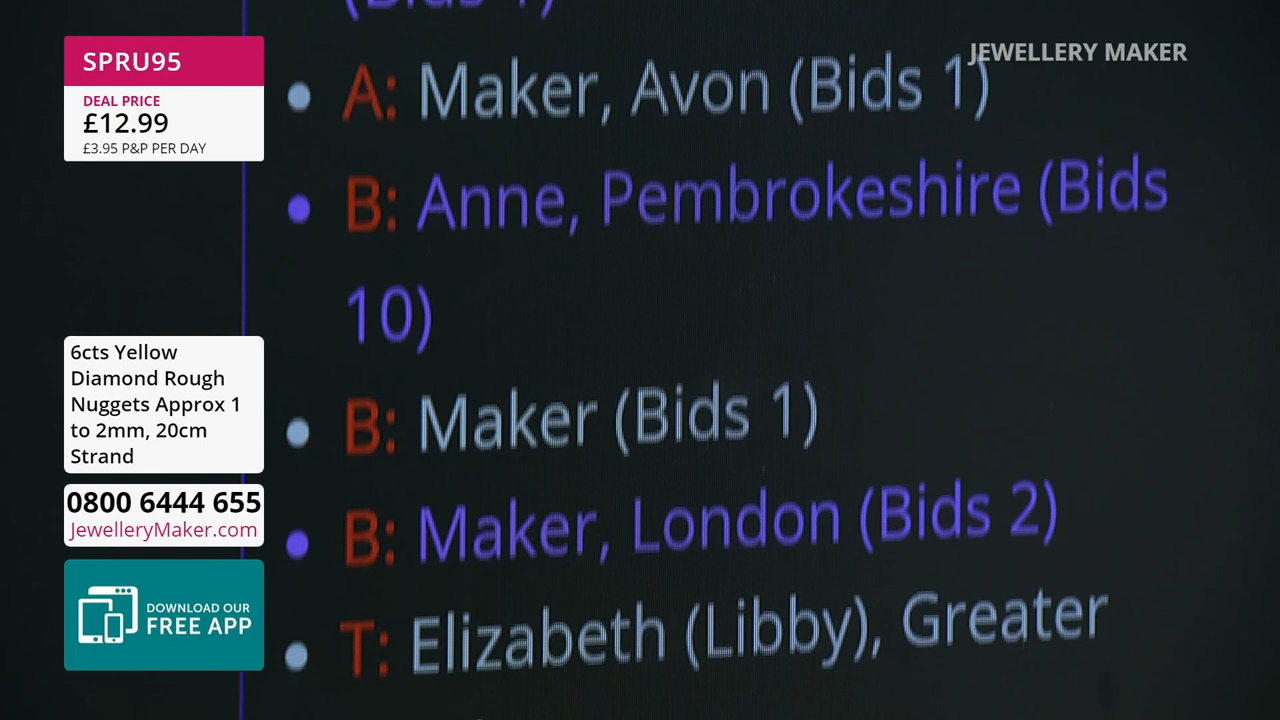 (Bids 1)
SPRU95
JEWELLERY MAKER
A: Maker, Avon (Bids 1)
DEAL PRICE
£12.99
£3.95 P&P PER DAY
B: Anne, Pembrokeshire (Bids
10)
6cts Yellow
Diamond Rough
Nuggets Approx 1
to 2mm, 20cm
Strand
B: Maker (Bids 1)
0800 6444 655
JewelleryMaker.com
B: Maker, London (Bids 2)
DOWNLOAD OUR
FREE APP
T: Elizabeth (Libby), Greater